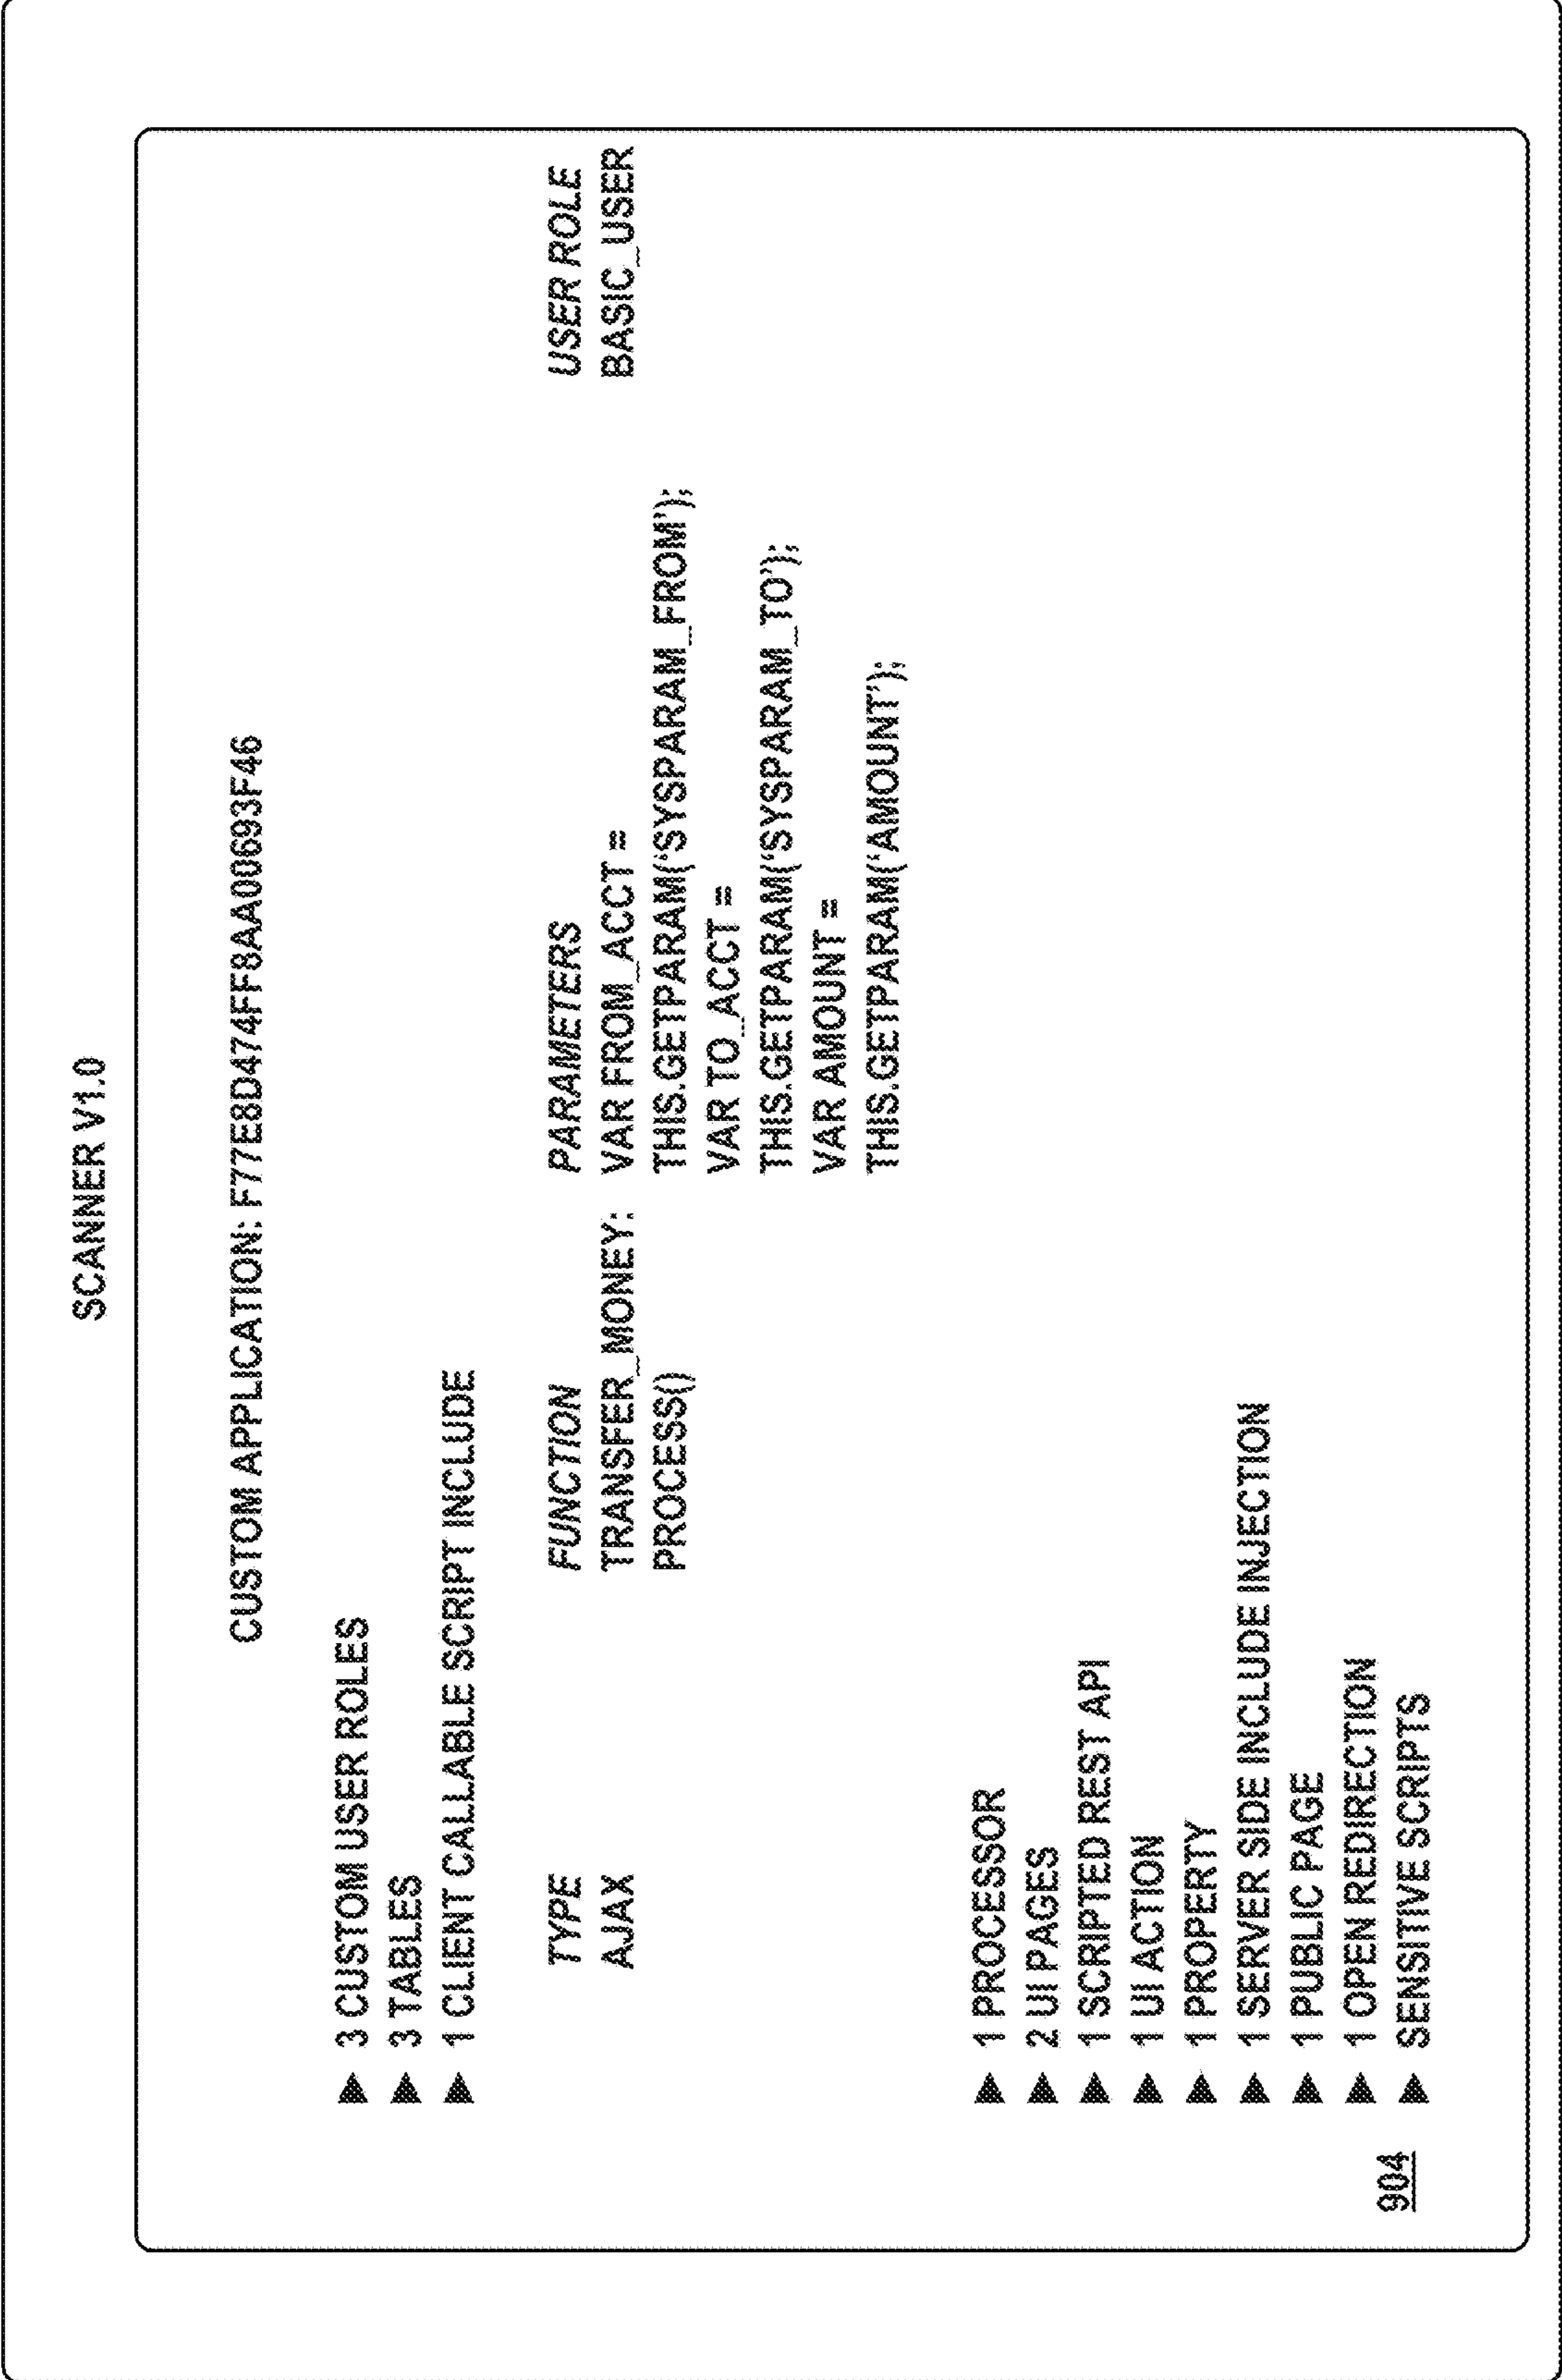 SCANNER V1.0
CUSTOM APPLICATION: F77E8D474FF8AA00693F46
▶ 3 CUSTOM USER ROLES
▶ 3 TABLES
▶ 1 CLIENT CALLABLE SCRIPT INCLUDE
TYPE FUNCTION PARAMETERS USER ROLE
AJAX TRANSFER_MONEY: VAR FROM_ACCT = BASIC_USER
PROCESS() THIS.GETPARAM('SYSPARAM_FROM');
VAR TO_ACCT =
THIS.GETPARAM('SYSPARAM_TO');
VAR AMOUNT =
THIS.GETPARAM('AMOUNT');
▶ 1 PROCESSOR
▶ 2 UI PAGES
▶ 1 SCRIPTED REST API
▶ 1 UI ACTION
▶ 1 PROPERTY
▶ 1 SERVER SIDE INCLUDE INJECTION
▶ 1 PUBLIC PAGE
▶ 1 OPEN REDIRECTION
▶ SENSITIVE SCRIPTS
904